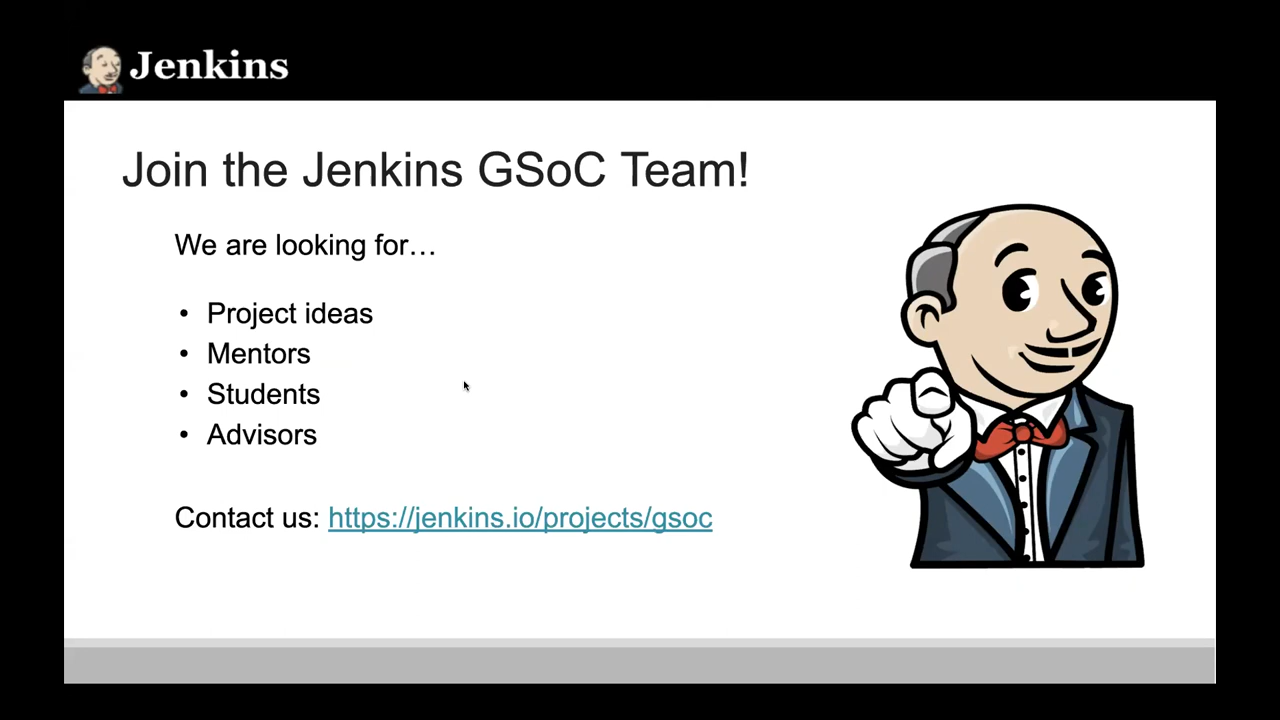 Jenkins
Join the Jenkins GSoC Team!
We are looking for…
• Project ideas
• Mentors
• Students
• Advisors
Contact us: https://jenkins.io/projects/gsoc